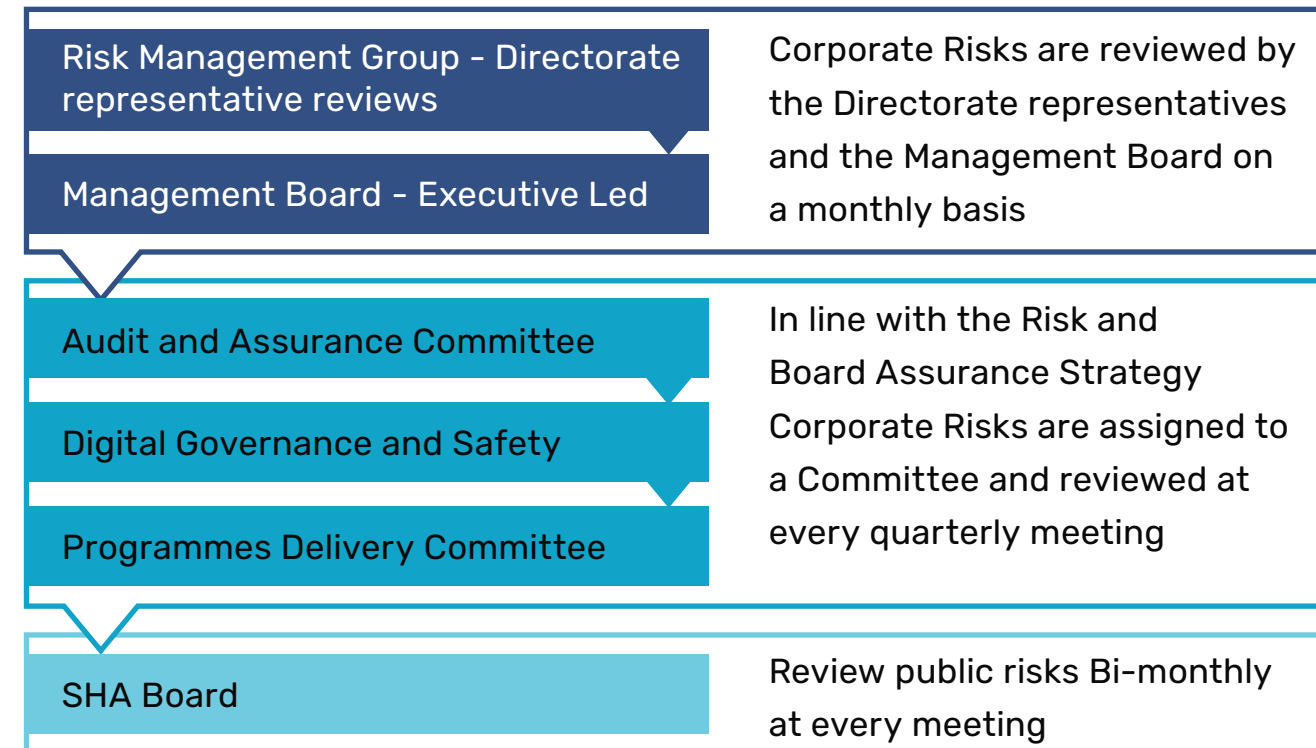 Risk Management Group - Directorate
representative reviews
Management Board - Executive Led
Corporate Risks are reviewed by
the Directorate representatives
and the Management Board on
a monthly basis
Audit and Assurance Committee
Digital Governance and Safety
Programmes Delivery Committee
In line with the Risk and
Board Assurance Strategy
Corporate Risks are assigned to
a Committee and reviewed at
every quarterly meeting
SHA Board
Review public risks Bi-monthly
at every meeting